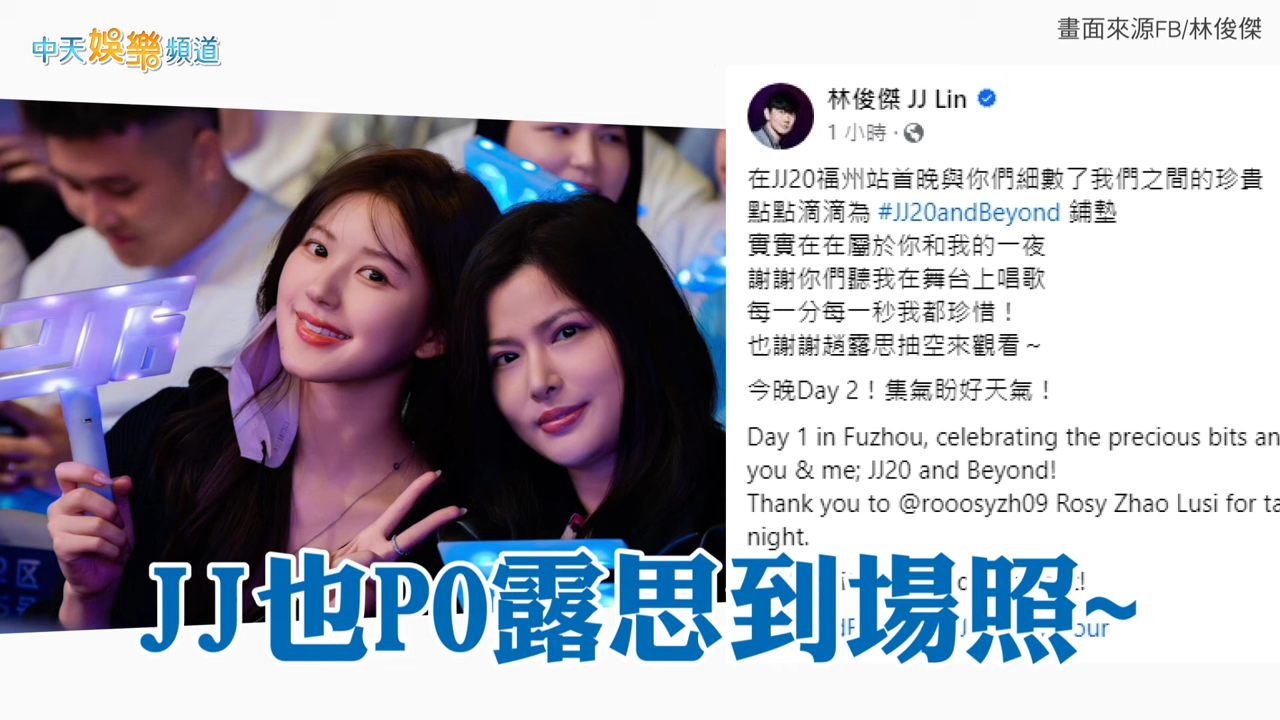 中天娛樂頻道
畫面來源FB/林俊傑
林俊傑 JJ Lin
1 小時
在JJ20福州站首晚與你們細數了我們之間的珍貴
點點滴滴為 #JJ20andBeyond 鋪墊
實實在在屬於你和我的一夜
謝謝你們聽我在舞台上唱歌
每一分每一秒我都珍惜！
也謝謝趙露思抽空來觀看～
今晚Day 2！集氣盼好天氣！
Day 1 in Fuzhou, celebrating the precious bits
you & me; JJ20 and Beyond!
Thank you to @rooosyzh09 Rosy Zhao Lusi for
night.
JJ也PO露思到場照~